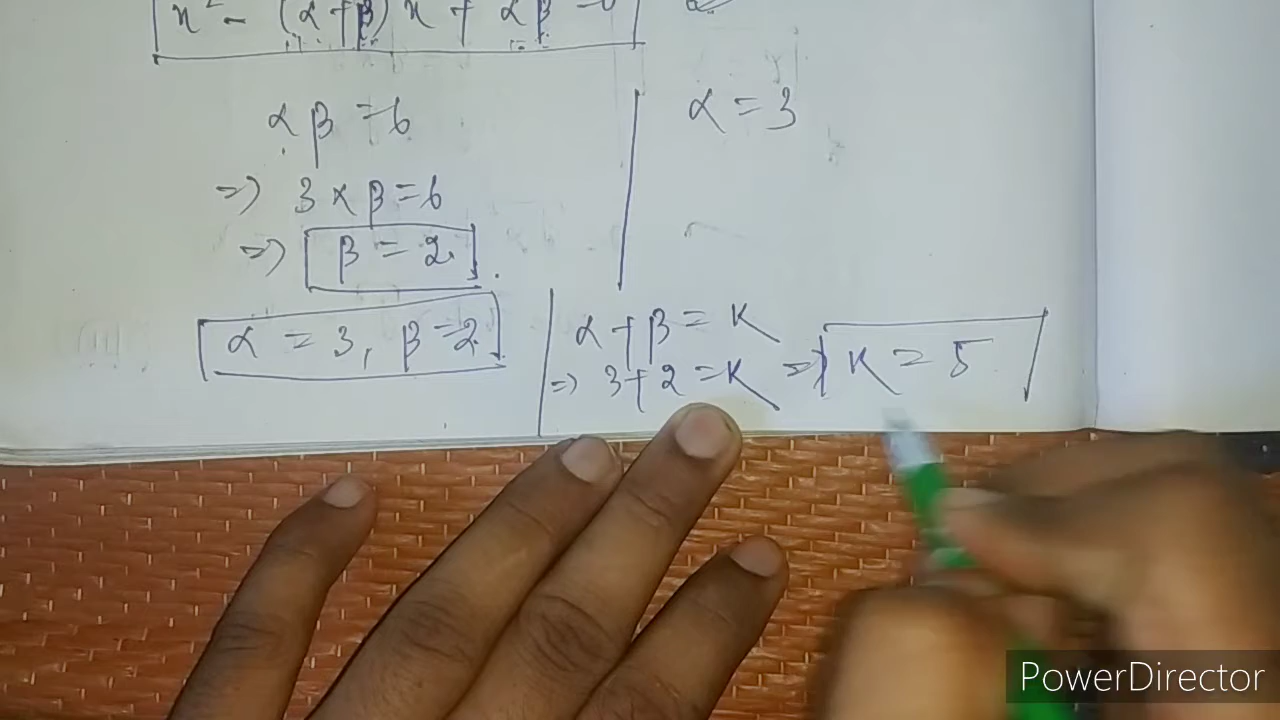 x² - (α+β)x + αβ = 0
αβ = 6
=> 3 × β = 6
=> β = 2.
α = 3
α = 3, β = 2.
α + β = K
=> 3 + 2 = K => K = 5
PowerDirector